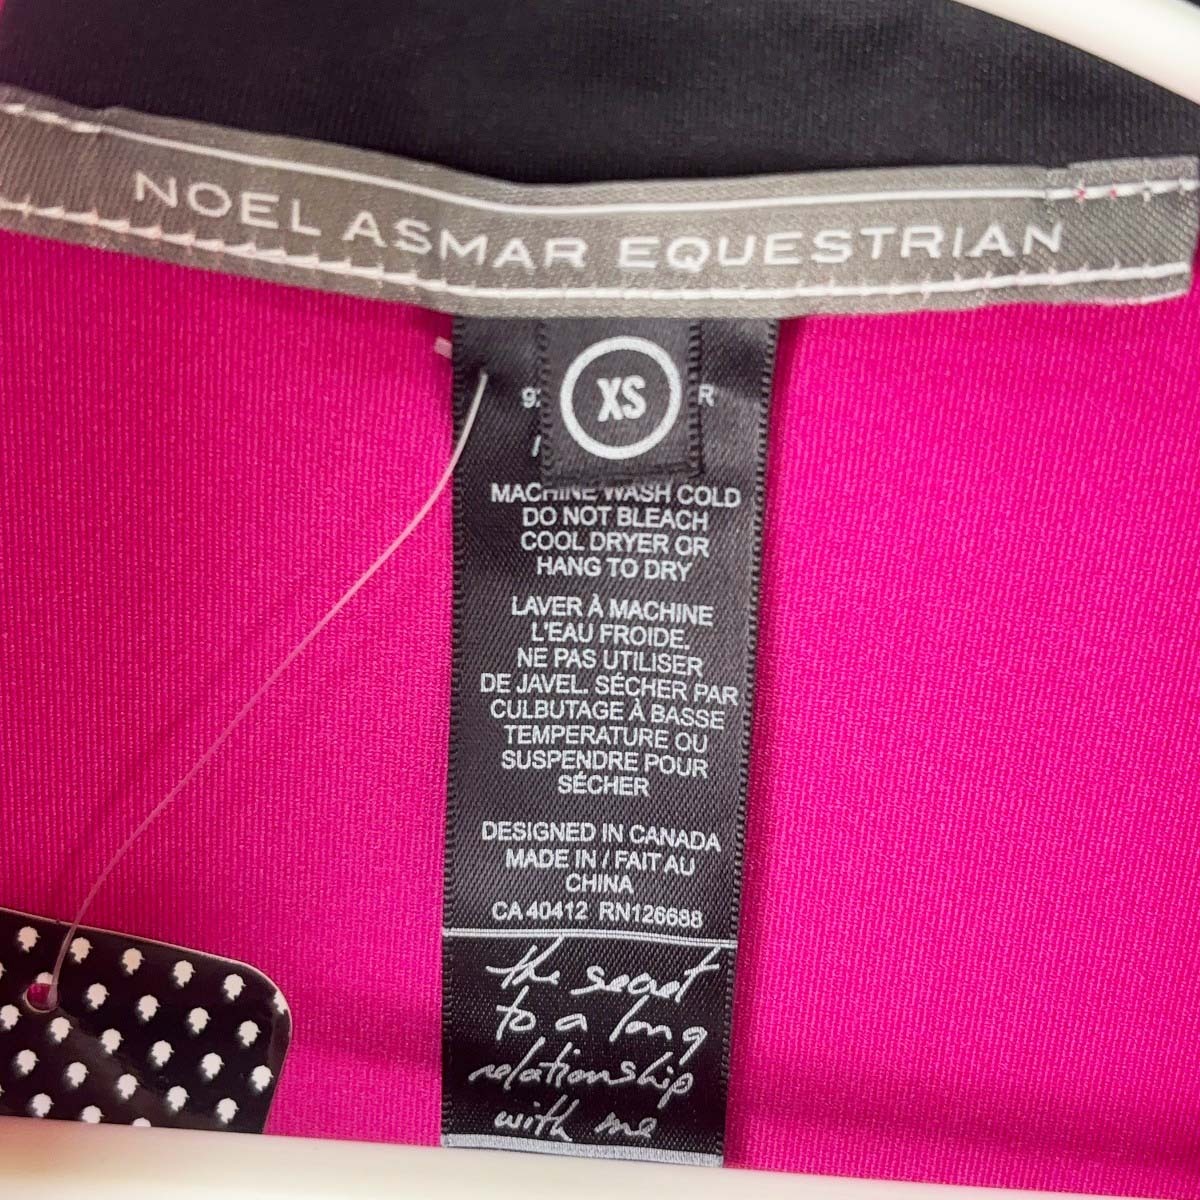 NOEL ASMAR EQUESTRIAN
XS
MACHINE WASH COLD
DO NOT BLEACH
COOL DRYER OR
HANG TO DRY
LAVER À MACHINE
L'EAU FROIDE.
NE PAS UTILISER
DE JAVEL. SÉCHER PAR
CULBUTAGE À BASSE
TEMPERATURE OU
SUSPENDRE POUR
SÉCHER
DESIGNED IN CANADA
MADE IN / FAIT AU
CHINA
CA 40412 RN126688
the secret
to a long
relationship
with me